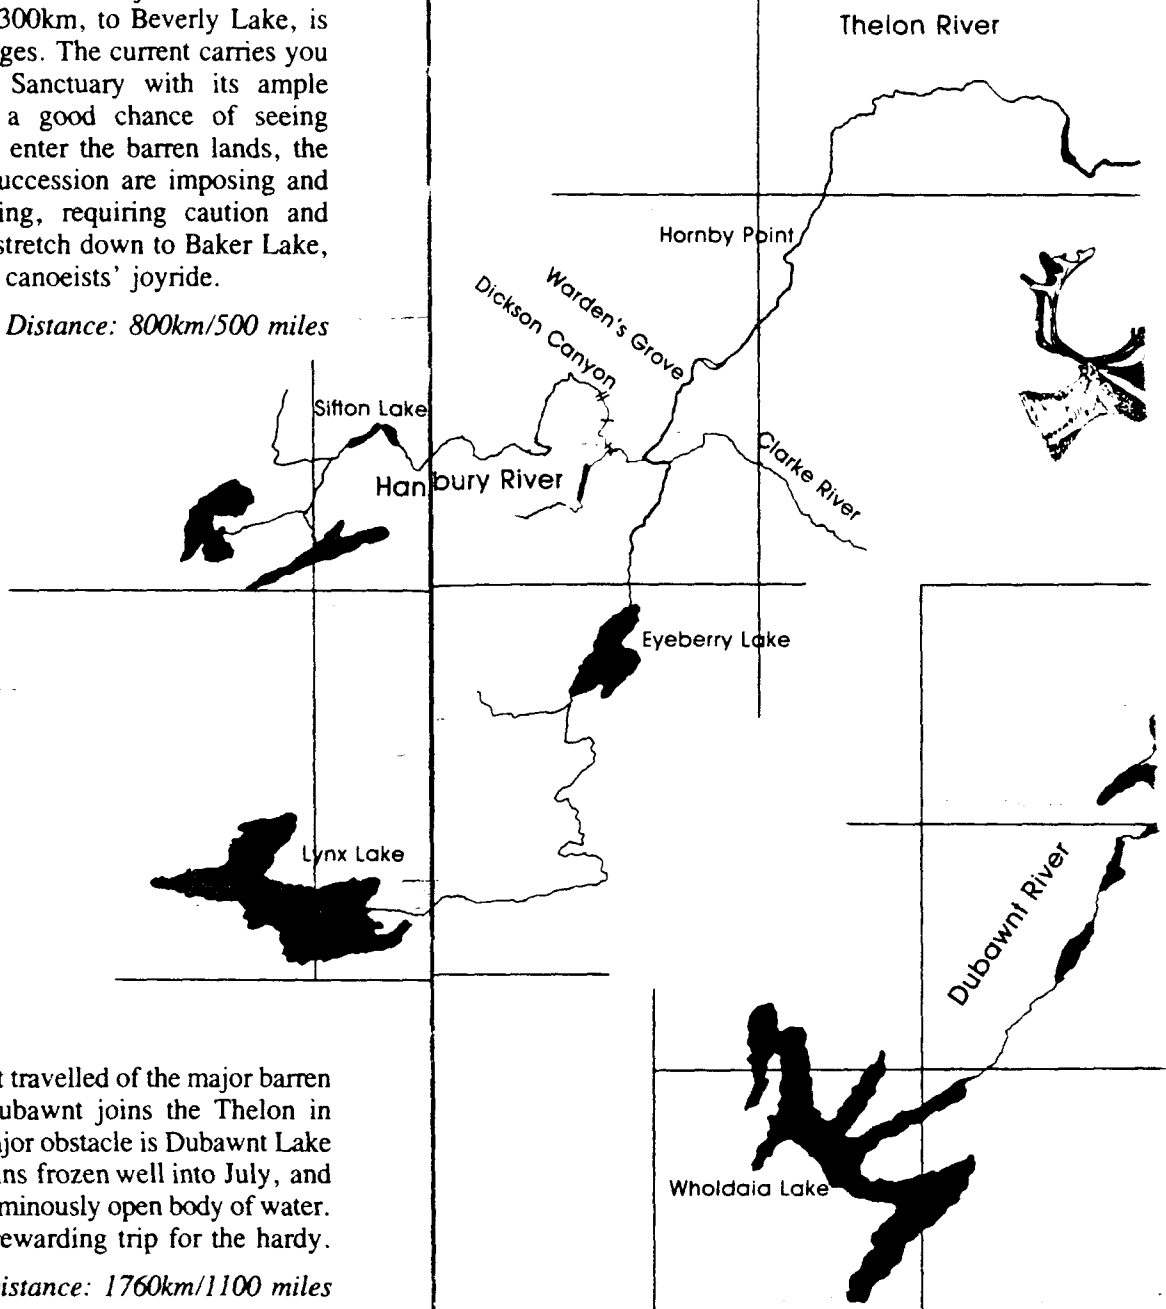 300km, to Beverly Lake, is
ges. The current carries you
Sanctuary with its ample
a good chance of seeing
enter the barren lands, the
uccession are imposing and
ing, requiring caution and
stretch down to Baker Lake,
canoeists' joyride.
Distance: 800km/500 miles
Thelon River
Hornby Point
Warden's Grove
Dickson Canyon
Sifton Lake
Hanbury River
Clarke River
Eyeberry Lake
Lynx Lake
Dubawnt River
Wholdaia Lake
t travelled of the major barren
ubawnt joins the Thelon in
jor obstacle is Dubawnt Lake
ns frozen well into July, and
minously open body of water.
ewarding trip for the hardy.
istance: 1760km/1100 miles